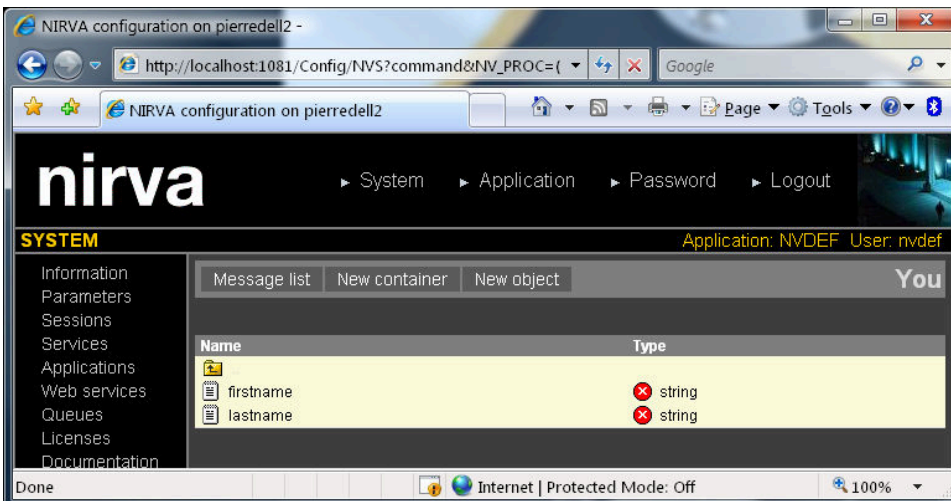 NIRVA configuration on pierredell2 -
http://localhost:1081/Config/NVS?command&NV_PROC=(
Google
NIRVA configuration on pierredell2
Page
Tools
nirva
System
Application
Password
Logout
SYSTEM
Application: NVDEF User: nvdef
Information
Parameters
Sessions
Services
Applications
Web services
Queues
Licenses
Documentation
Message list
New container
New object
You
Name Type
..
firstname string
lastname string
Done
Internet | Protected Mode: Off
100%